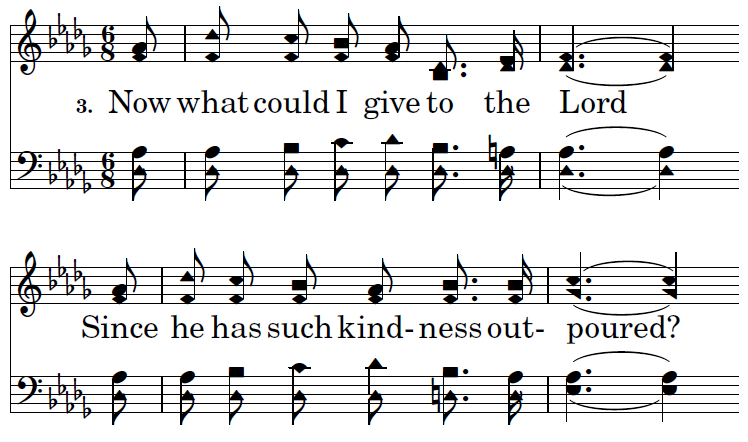 3. Now what could I give to the Lord
Since he has such kind- ness out- poured?